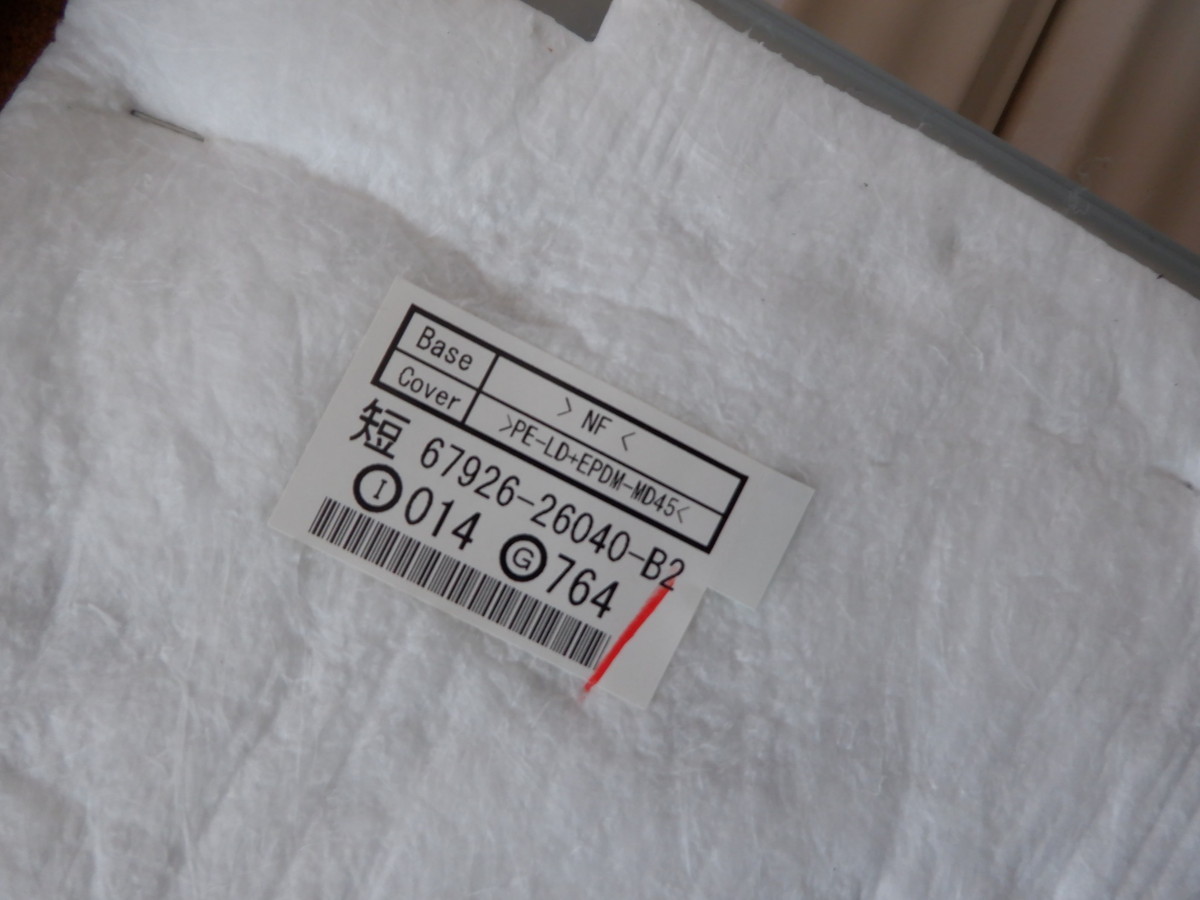 Base > NF <
Cover >PE-LD+EPDM-MD45<
短 67926-26040-B2
Ⓘ014 Ⓖ764